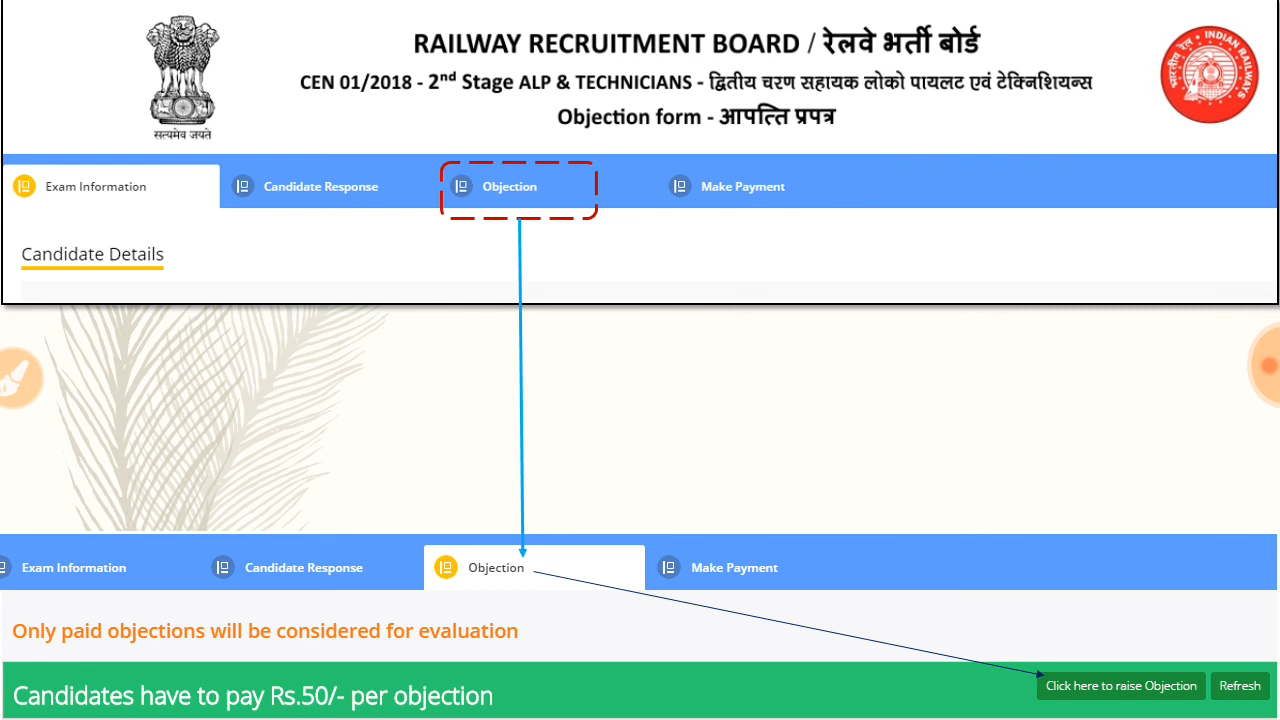 RAILWAY RECRUITMENT BOARD / रेलवे भर्ती बोर्ड
CEN 01/2018 - 2nd Stage ALP & TECHNICIANS - द्वितीय चरण सहायक लोको पायलट एवं टेक्निशियन्स
Objection form - आपत्ति प्रपत्र
सत्यमेव जयते
भारतीय रेल • INDIAN RAILWAYS
Exam Information
Candidate Response
Objection
Make Payment
Candidate Details
Exam Information
Candidate Response
Objection
Make Payment
Only paid objections will be considered for evaluation
Candidates have to pay Rs.50/- per objection
Click here to raise Objection
Refresh